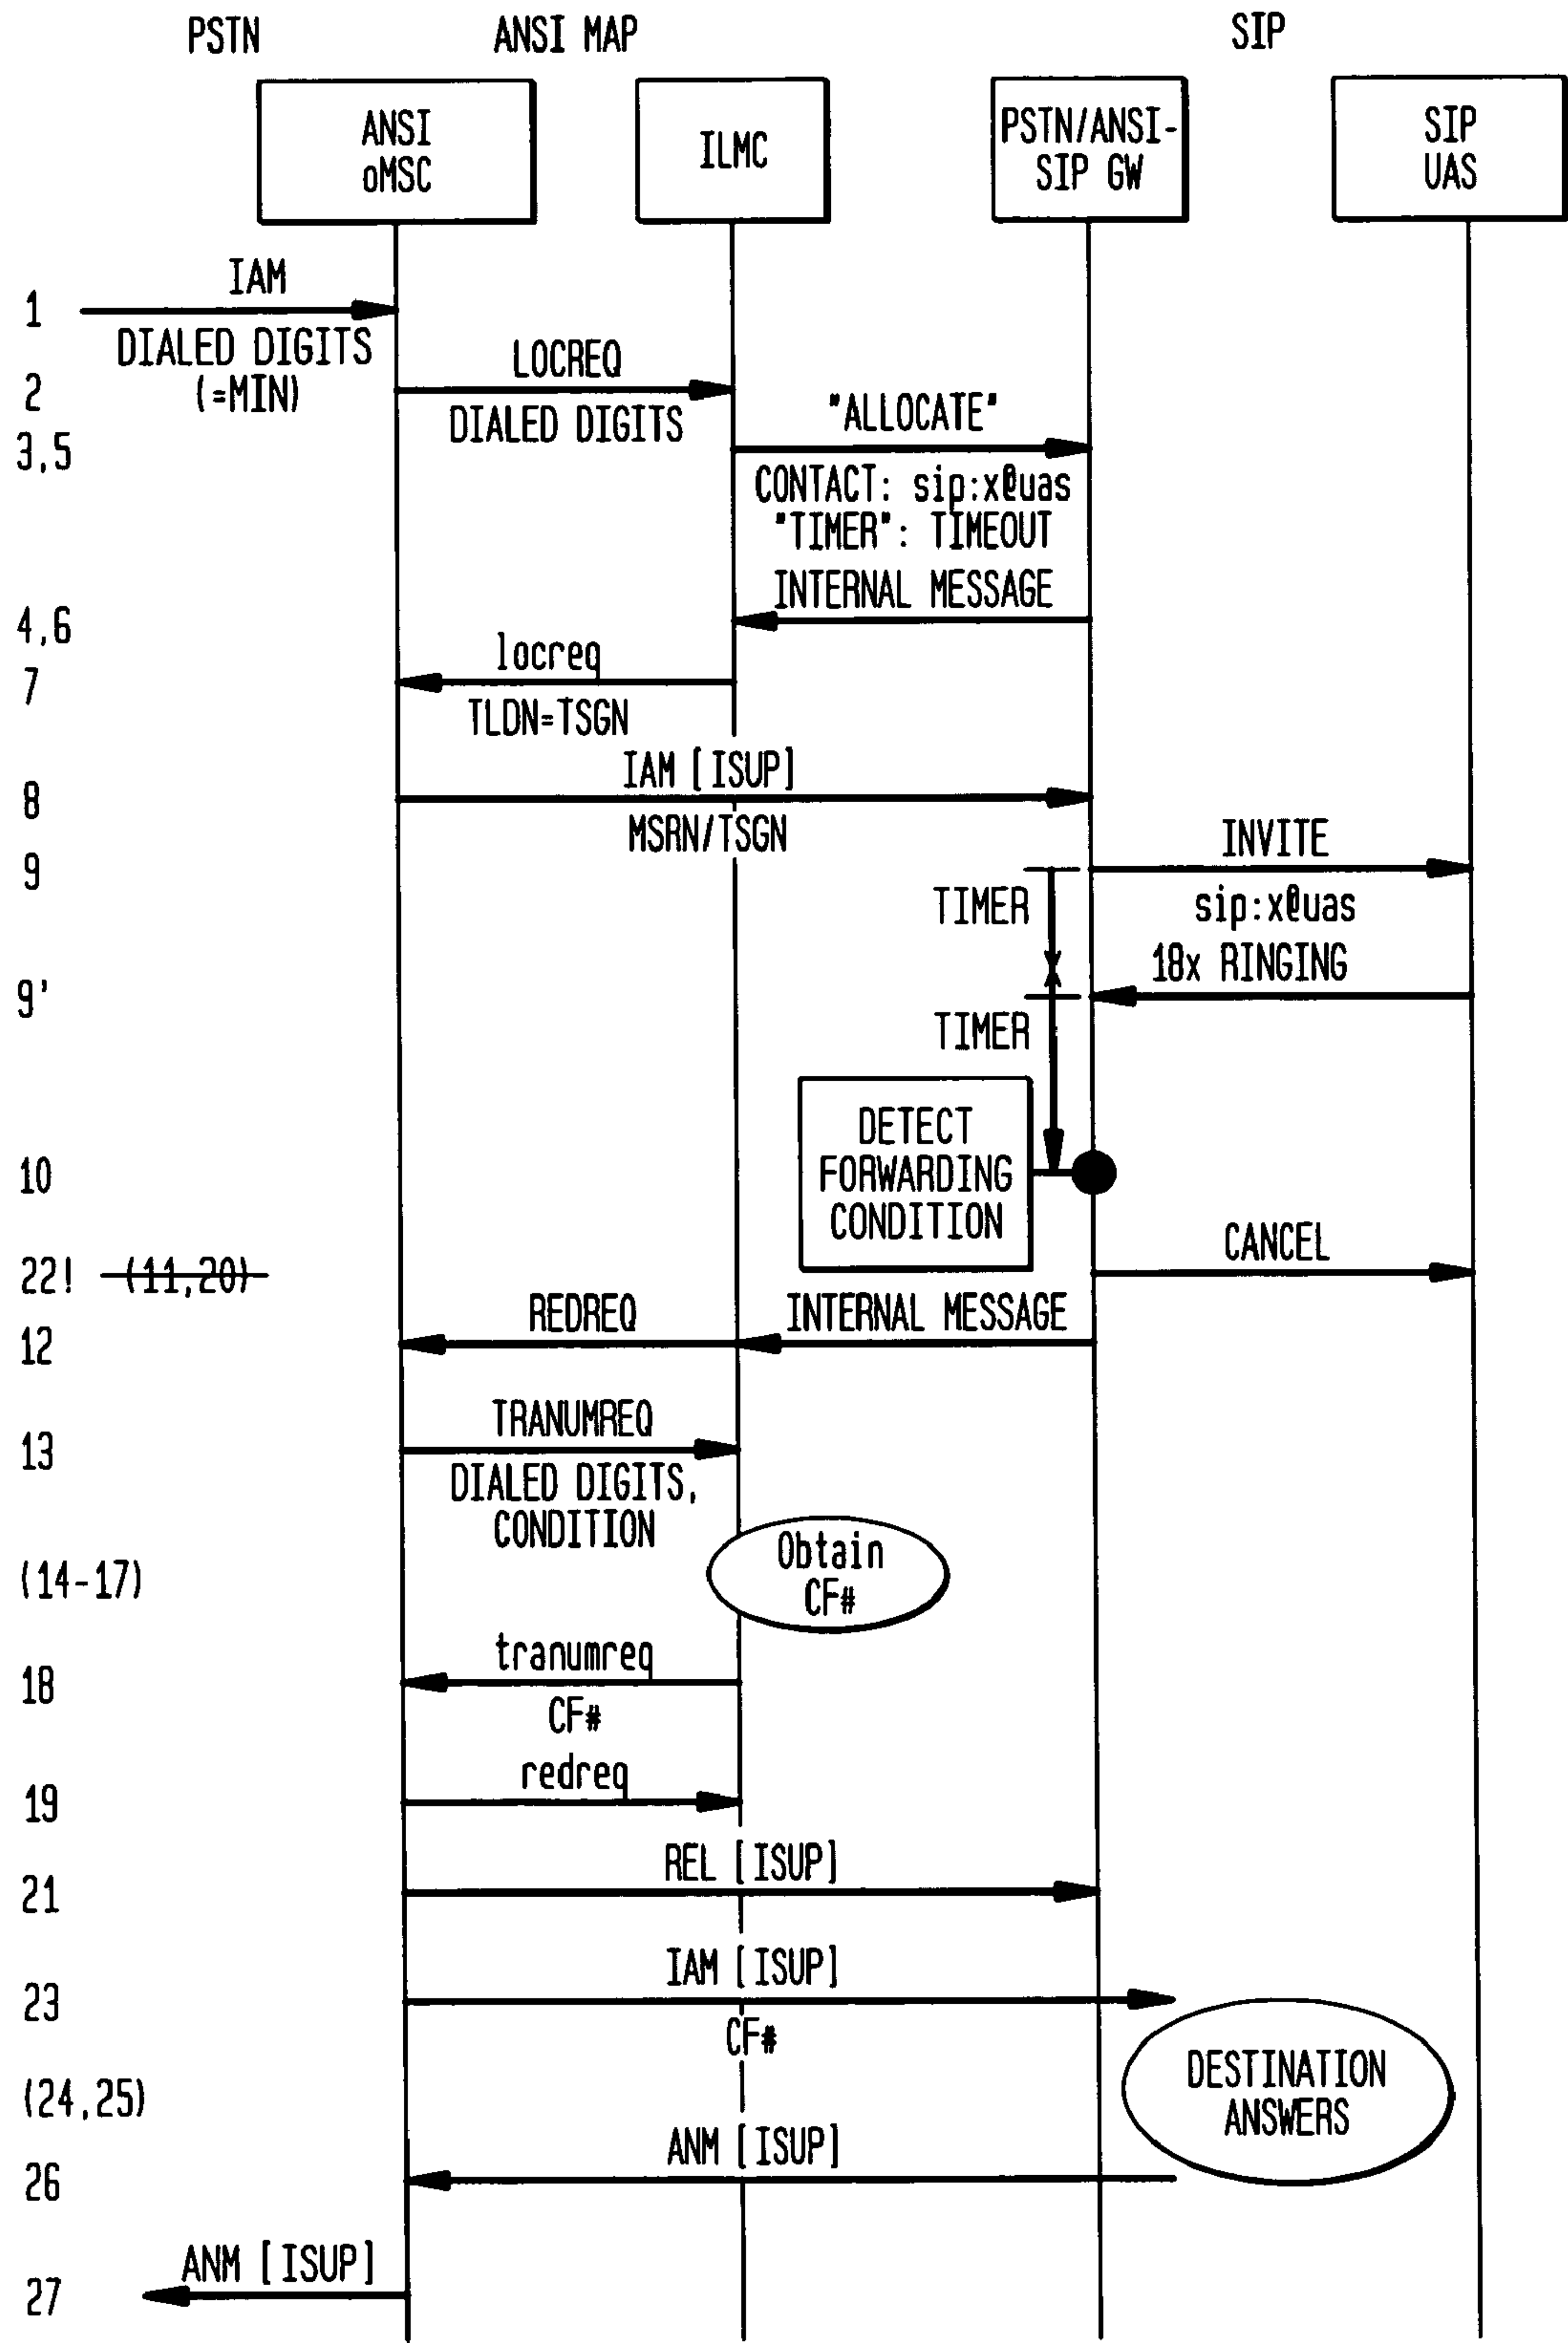 PSTN
ANSI MAP
SIP
ANSI
oMSC
ILMC
PSTN/ANSI-
SIP GW
SIP
UAS
1
IAM
DIALED DIGITS
(=MIN)
2
LOCREQ
DIALED DIGITS
3,5
"ALLOCATE"
CONTACT: sip:x@uas
"TIMER": TIMEOUT
4,6
INTERNAL MESSAGE
7
locreq
TLDN=TSGN
8
IAM [ISUP]
MSRN/TSGN
9
INVITE
sip:x@uas
TIMER
9'
18x RINGING
TIMER
10
DETECT
FORWARDING
CONDITION
22! (11,20)
CANCEL
12
REDREQ
INTERNAL MESSAGE
13
TRANUMREQ
DIALED DIGITS,
CONDITION
(14-17)
Obtain
CF#
18
tranumreq
CF#
19
redreq
21
REL [ISUP]
23
IAM [ISUP]
CF#
(24,25)
DESTINATION
ANSWERS
26
ANM [ISUP]
27
ANM [ISUP]